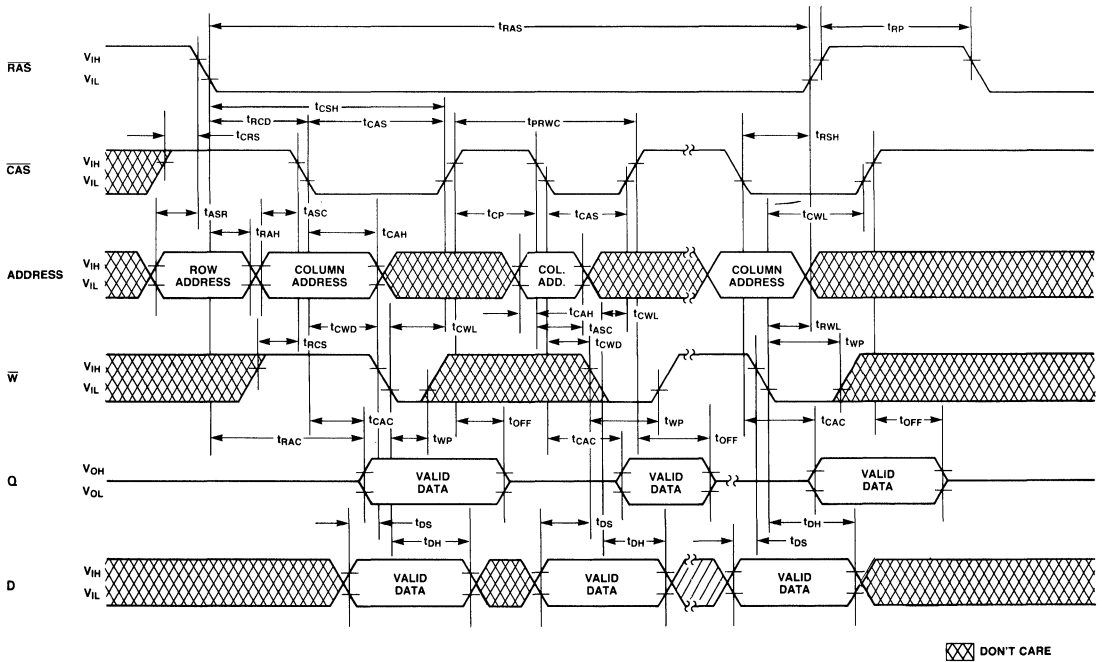 tRAS
tRP
RAS
VIH
VIL
tCSH
tRCD
tCAS
tPRWC
tCRS
tRSH
CAS
VIH
VIL
tASR
tASC
tCP
tCAS
tCWL
tRAH
tCAH
ADDRESS
VIH
VIL
ROW ADDRESS
COLUMN ADDRESS
COL. ADD.
COLUMN ADDRESS
tCAH
tCWL
tCWD
tCWL
tASC
tRWL
tRCS
tCWD
tWP
W
VIH
VIL
tCAC
tOFF
tWP
tCAC
tOFF
tRAC
tWP
tCAC
tOFF
Q
VOH
VOL
VALID DATA
VALID DATA
VALID DATA
tDS
tDS
tDH
tDH
tDH
tDS
D
VIH
VIL
VALID DATA
VALID DATA
VALID DATA
DON'T CARE